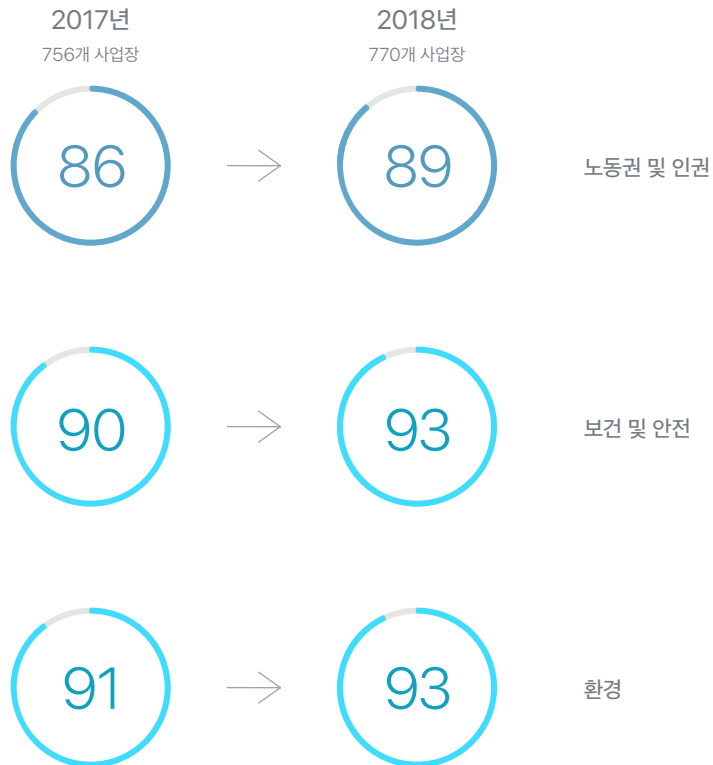 2017년
2018년
756개 사업장
770개 사업장
86
89
노동권 및 인권
90
93
보건 및 안전
91
93
환경